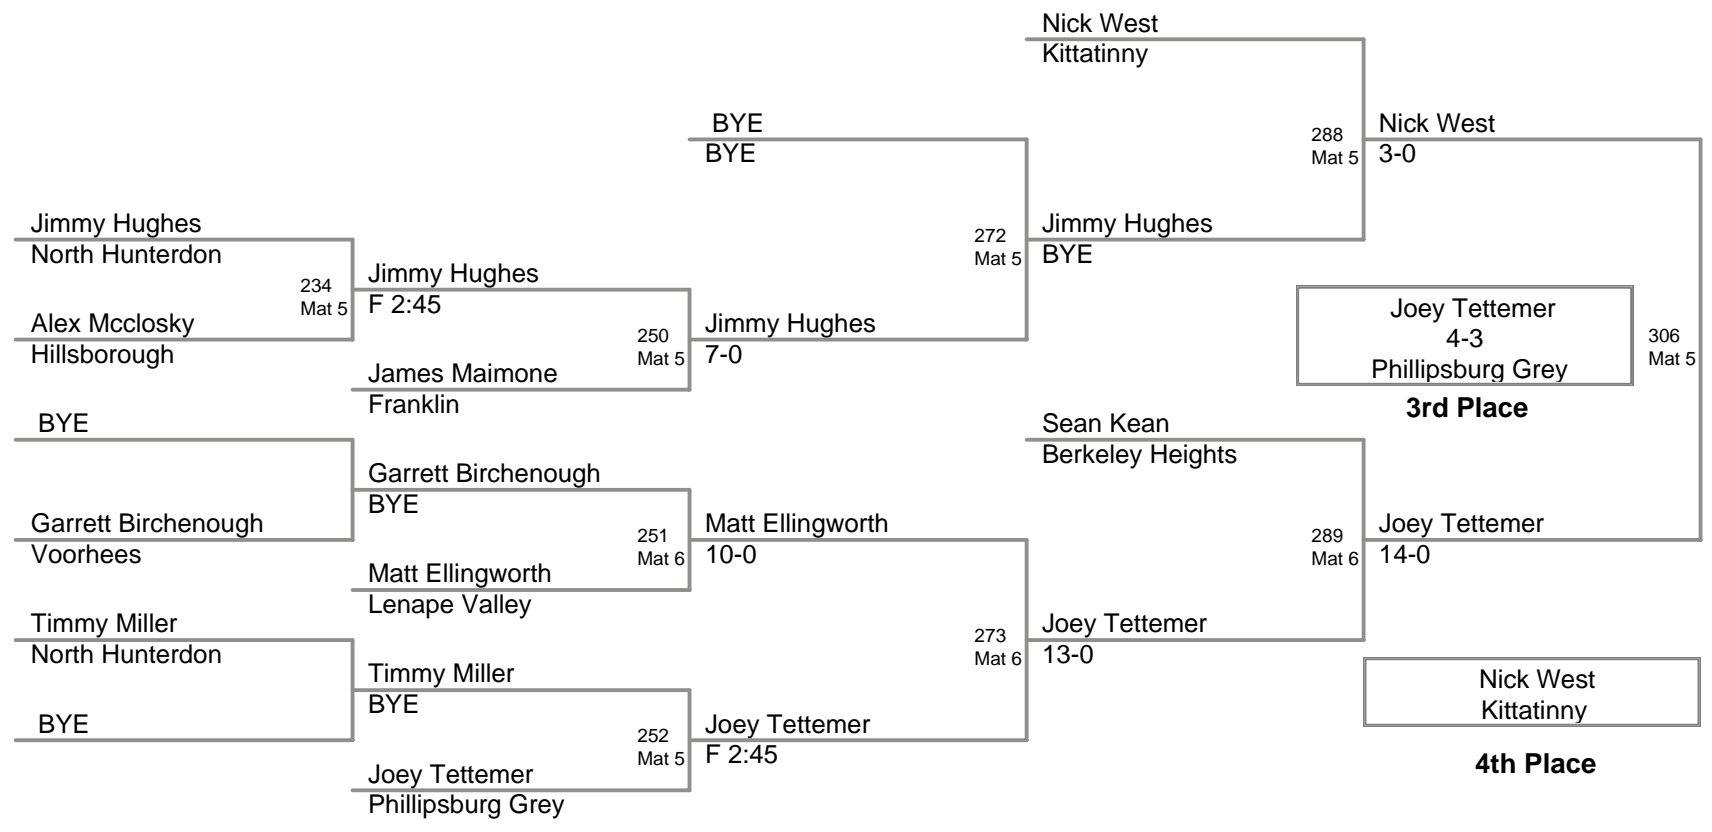 Nick West
Kittatinny
BYE
BYE
288
Mat 5
Nick West
3-0
Jimmy Hughes
North Hunterdon
272
Mat 5
Jimmy Hughes
BYE
234
Mat 5
Jimmy Hughes
F 2:45
Alex Mcclosky
Hillsborough
250
Mat 5
Jimmy Hughes
7-0
Joey Tettemer
4-3
Phillipsburg Grey
3rd Place
306
Mat 5
James Maimone
Franklin
BYE
Sean Kean
Berkeley Heights
Garrett Birchenough
BYE
Garrett Birchenough
Voorhees
251
Mat 6
Matt Ellingworth
10-0
289
Mat 6
Joey Tettemer
14-0
Matt Ellingworth
Lenape Valley
Timmy Miller
North Hunterdon
273
Mat 6
Joey Tettemer
13-0
Timmy Miller
BYE
Nick West
Kittatinny
4th Place
BYE
252
Mat 5
Joey Tettemer
F 2:45
Joey Tettemer
Phillipsburg Grey